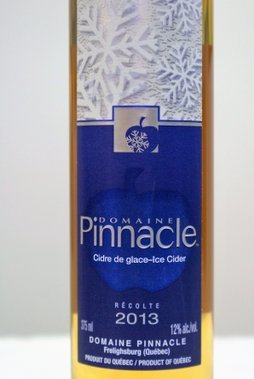 DOMAINE
Pinnacle
Cidre de glace–Ice Cider
RÉCOLTE
2013
375 ml 12% alc./vol.
DOMAINE PINNACLE
Frelighsburg (Québec)
PRODUIT DU QUÉBEC / PRODUCT OF QUÉBEC